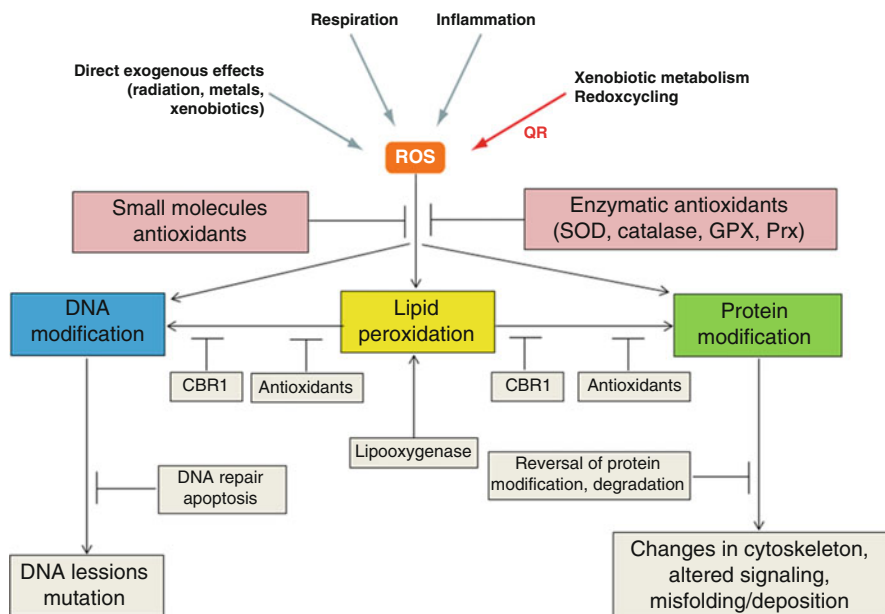 Respiration
Inflammation
Direct exogenous effects
(radiation, metals,
xenobiotics)
Xenobiotic metabolism
Redoxcycling
QR
ROS
Small molecules
antioxidants
Enzymatic antioxidants
(SOD, catalase, GPX, Prx)
DNA
modification
Lipid
peroxidation
Protein
modification
CBR1
Antioxidants
CBR1
Antioxidants
Lipooxygenase
DNA repair
apoptosis
Reversal of protein
modification, degradation
DNA lessions
mutation
Changes in cytoskeleton,
altered signaling,
misfolding/deposition